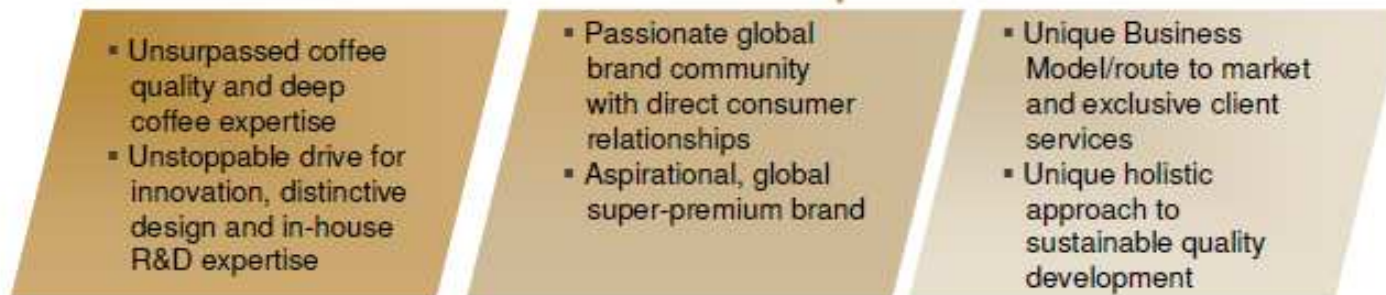 ▪ Unsurpassed coffee
quality and deep
coffee expertise
▪ Unstoppable drive for
innovation, distinctive
design and in-house
R&D expertise
▪ Passionate global
brand community
with direct consumer
relationships
▪ Aspirational, global
super-premium brand
▪ Unique Business
Model/route to market
and exclusive client
services
▪ Unique holistic
approach to
sustainable quality
development